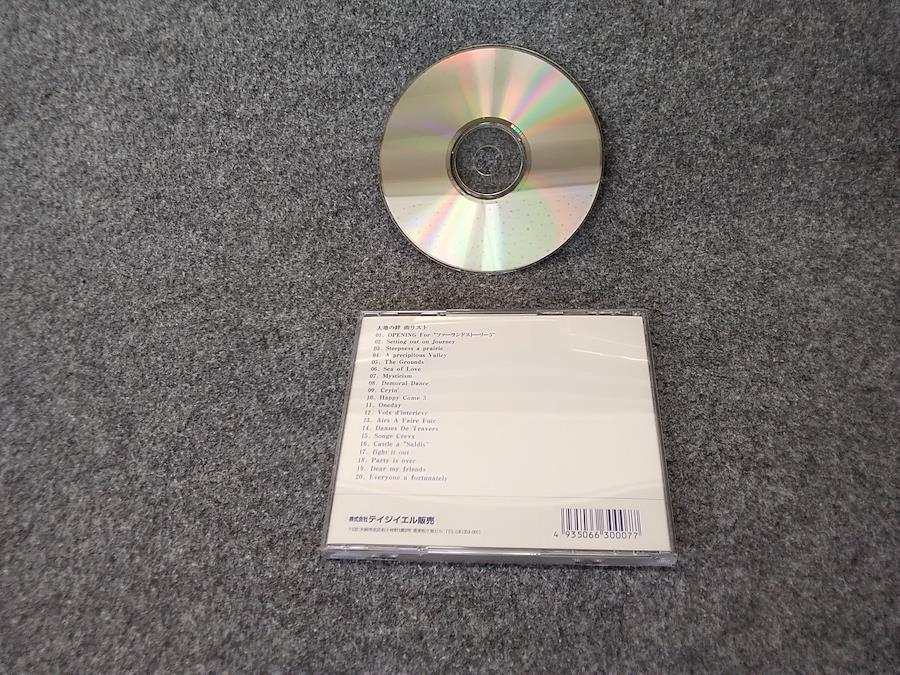 大地の絆 曲リスト
01. OPENING For "ファーランドストーリー5"
02. Setting out on Journey
03. Steepness a prairie
04. A precipitous Valley
05. The Grounds
06. Sea of Love
07. Mysticism
08. Demoral Dance
09. Cryin'
10. Happy Come 3
11. Oneday
12. Voix d'interievr
13. Airs A Faire Fuir
14. Danses De Travers
15. Songe Crevx
16. Castle a "Saldis"
17. fight it out
18. Party is over
19. Dear my friends
20. Everyone a fortunately
株式会社 テイジイエル販売
4 935066 300077